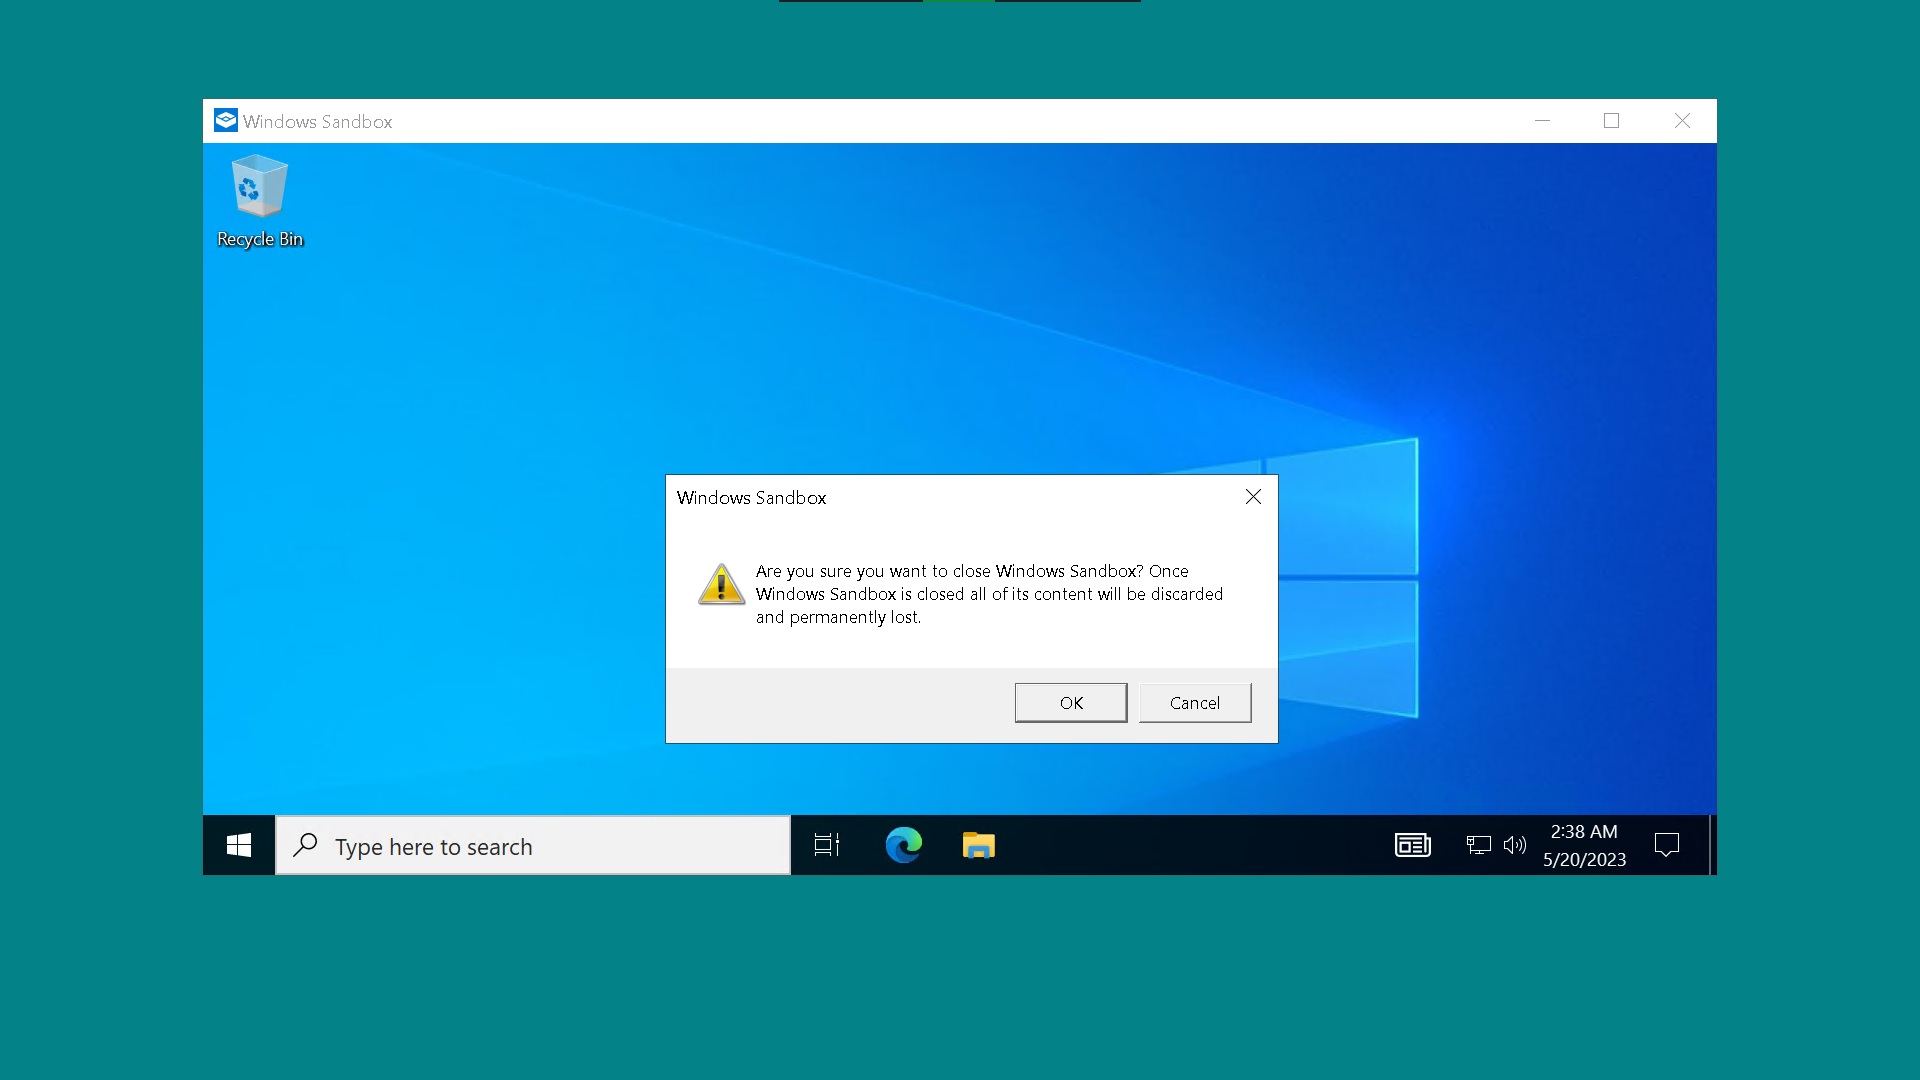 Windows Sandbox
Recycle Bin
Windows Sandbox
Are you sure you want to close Windows Sandbox? Once
Windows Sandbox is closed all of its content will be discarded
and permanently lost.
OK
Cancel
Type here to search
2:38 AM
5/20/2023